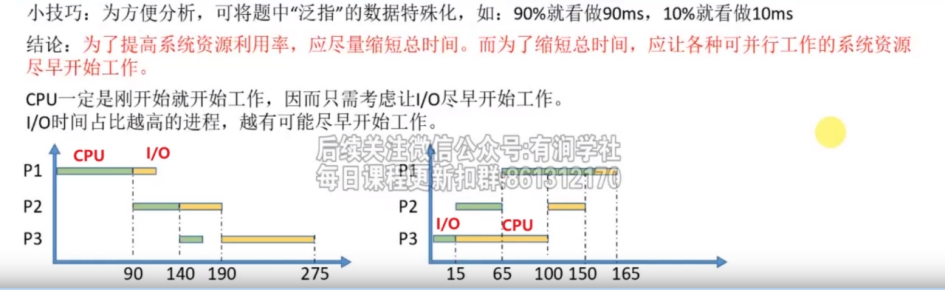 小技巧：为方便分析，可将题中“泛指”的数据特殊化，如：90%就看做90ms，10%就看做10ms
结论：为了提高系统资源利用率，应尽量缩短总时间。而为了缩短总时间，应让各种可并行工作的系统资源
尽早开始工作。
CPU一定是刚开始就开始工作，因而只需考虑让I/O尽早开始工作。
I/O时间占比越高的进程，越有可能尽早开始工作。
后续关注微信公众号:有润学社
每日课程更新扣群:861312170
CPU I/O
P1
P2
P3
90 140 190 275
P1
P2
I/O CPU
P3
15 65 100 150 165